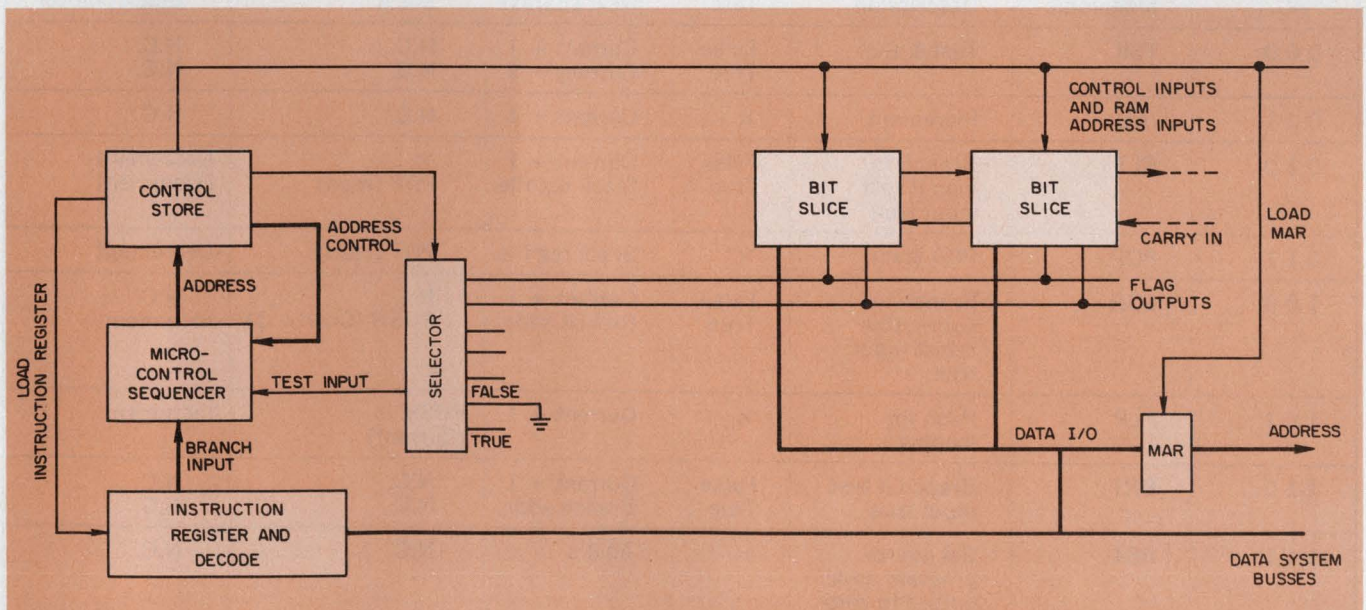 CONTROL INPUTS
AND RAM
ADDRESS INPUTS
CONTROL
STORE
BIT
SLICE
BIT
SLICE
ADDRESS
CONTROL
CARRY IN
LOAD
MAR
ADDRESS
FLAG
OUTPUTS
LOAD
INSTRUCTION REGISTER
MICRO-
CONTROL
SEQUENCER
TEST INPUT
SELECTOR
FALSE
TRUE
BRANCH
INPUT
DATA I/O
MAR
ADDRESS
INSTRUCTION
REGISTER AND
DECODE
DATA SYSTEM
BUSSES